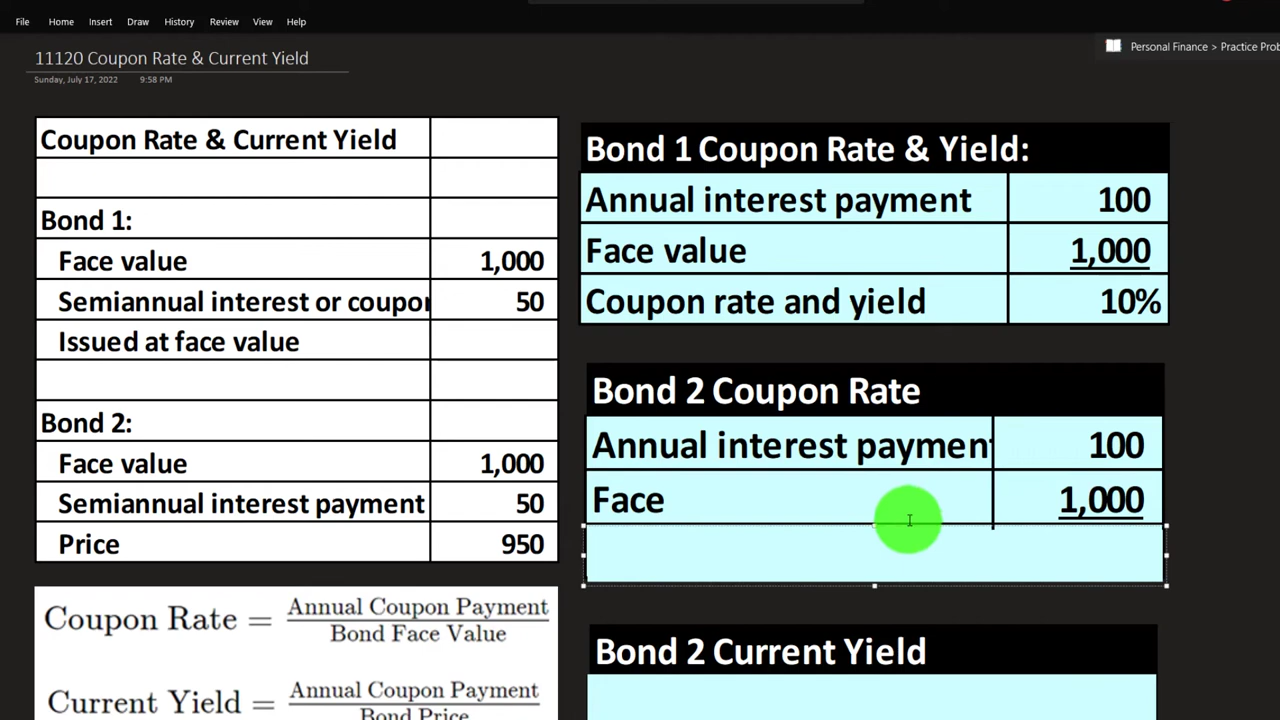 File Home Insert Draw History Review View Help
11120 Coupon Rate & Current Yield
Sunday, July 17, 2022 9:58 PM
Personal Finance > Practice Prob
Coupon Rate & Current Yield
Bond 1:
Face value 1,000
Semiannual interest or coupon 50
Issued at face value
Bond 2:
Face value 1,000
Semiannual interest payment 50
Price 950
Coupon Rate = Annual Coupon Payment
Bond Face Value
Current Yield = Annual Coupon Payment
Bond Price
Bond 1 Coupon Rate & Yield:
Annual interest payment 100
Face value 1,000
Coupon rate and yield 10%
Bond 2 Coupon Rate
Annual interest payment 100
Face 1,000
Bond 2 Current Yield